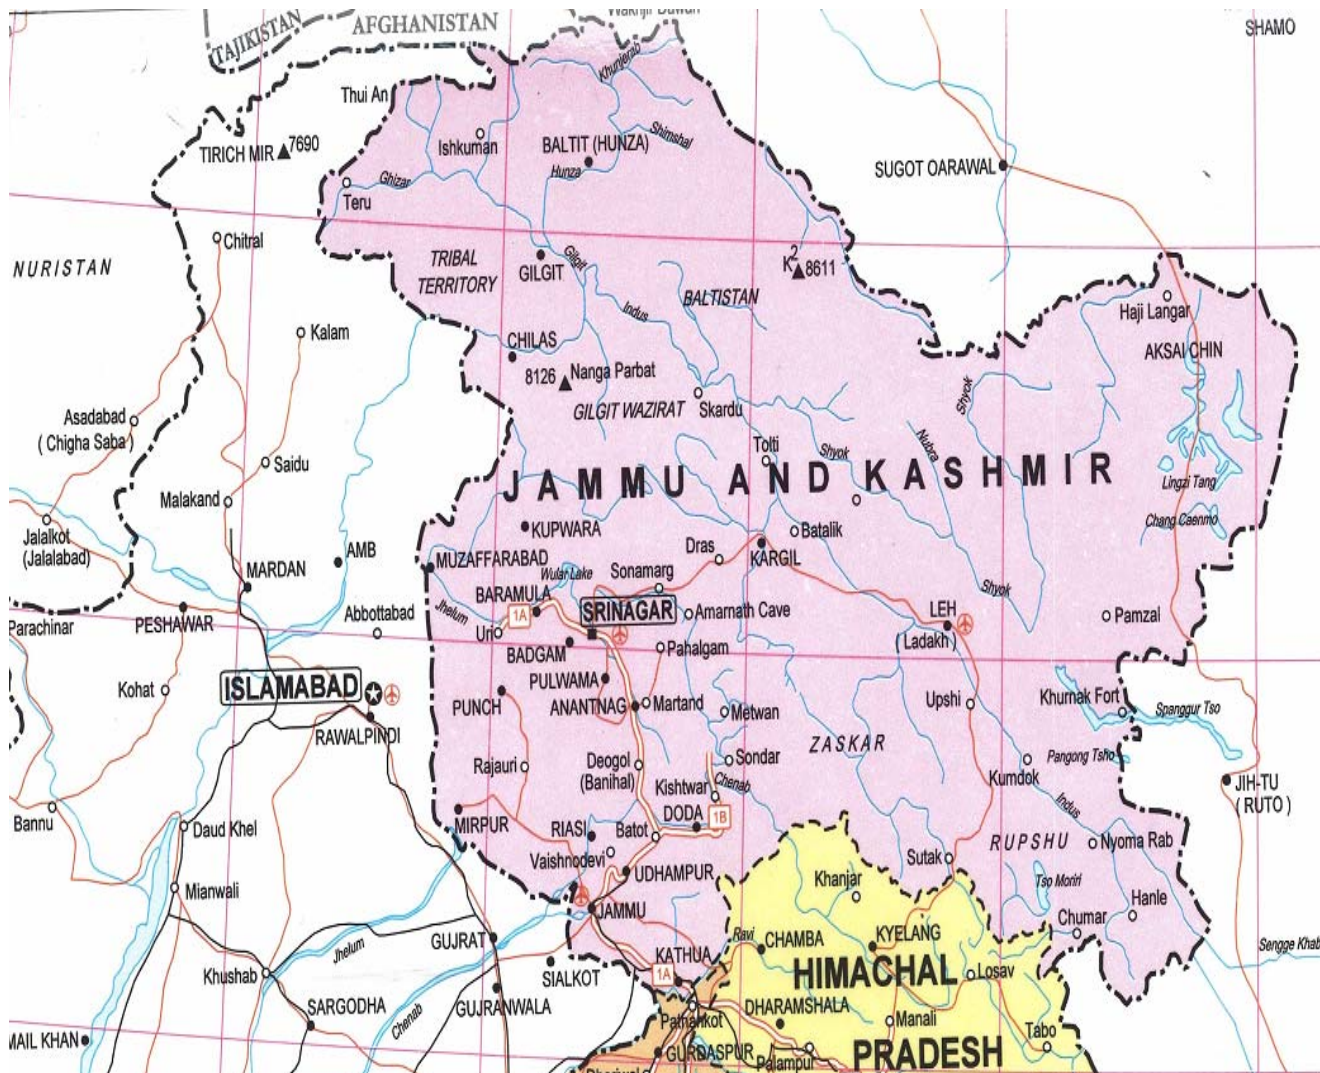 Wakhjir Dawan
SHAMO
AFGHANISTAN
TAJIKISTAN
Khunjerab
Thui An
TIRICH MIR
7690
Ishkuman
BALTIT (HUNZA)
Shimshal
SUGOT OARAWAL
Hunza
Ghizar
Teru
Chitral
NURISTAN
TRIBAL
TERRITORY
GILGIT
Gilgit
K2
8611
Indus
BALTISTAN
Haji Langar
Kalam
CHILAS
AKSAI CHIN
8126
Nanga Parbat
GILGIT WAZIRAT
Skardu
Shyok
Asadabad
( Chigha Saba )
Saidu
Tolti
Shyok
Nubra
JAMMU AND KASHMIR
Lingzi Tang
Malakand
Chang Caenmo
Jalalkot
(Jalalabad)
KUPWARA
Batalik
AMB
MUZAFFARABAD
Dras
KARGIL
MARDAN
Wular Lake
Sonamarg
Shyok
BARAMULA
Jhelum
1A
SRINAGAR
Amarnath Cave
LEH
(Ladakh )
Pamzal
Parachinar
PESHAWAR
Abbottabad
Uri
BADGAM
Pahalgam
Kohat
ISLAMABAD
PULWAMA
PUNCH
ANANTNAG
Martand
Metwan
Upshi
Khurnak Fort
Spanggur Tso
RAWALPINDI
ZASKAR
Rajauri
Deogol
(Banihal)
Sondar
Pangong Tsho
Kumdok
Kishtwar
Chenab
JIH-TU
( RUTO )
Bannu
Daud Khel
MIRPUR
RIASI
Batot
DODA
1B
Indus
RUPSHU
Nyoma Rab
Vaishnodevi
UDHAMPUR
Sutak
Mianwali
Khanjar
Tso Moriri
Hanle
JAMMU
Chumar
GUJRAT
Jhelum
Ravi
CHAMBA
KYELANG
Sengge Khab
KATHUA
1A
SIALKOT
Khushab
HIMACHAL
Losav
SARGODHA
GUJRANWALA
Chenab
Pathankot
DHARAMSHALA
Manali
Tabo
MAIL KHAN
GURDASPUR
Palampur
PRADESH
Dhariwal